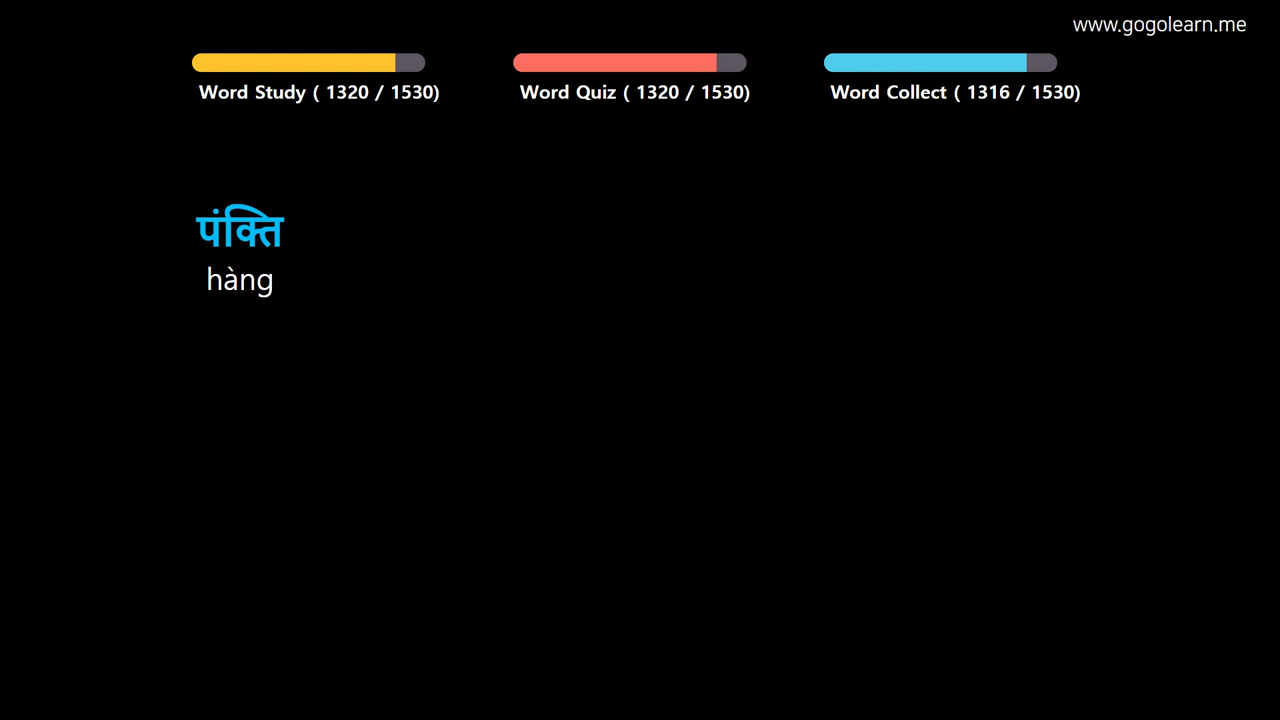 www.gogolearn.me
Word Study ( 1320 / 1530)
Word Quiz ( 1320 / 1530)
Word Collect ( 1316 / 1530)
पंक्ति
hàng